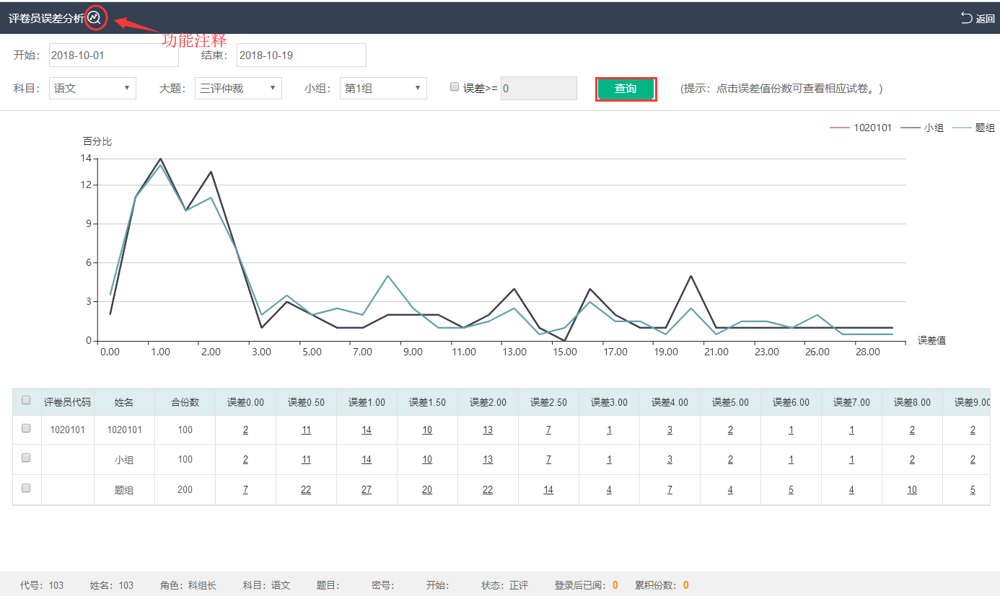 评卷员误差分析
返回
功能注释
开始： 2018-10-01 结束： 2018-10-19
科目： 语文 大题： 三评仲裁 小组： 第1组 误差>= 0 查询 (提示：点击误差值份数可查看相应试卷。)
1020101 小组 题组
百分比
14
12
9
6
3
0
误差值
0.00 1.00 2.00 3.00 5.00 7.00 9.00 11.00 13.00 15.00 17.00 19.00 21.00 23.00 26.00 28.00
评卷员代码 姓名 合份数 误差0.00 误差0.50 误差1.00 误差1.50 误差2.00 误差2.50 误差3.00 误差4.00 误差5.00 误差6.00 误差7.00 误差8.00 误差9.00
1020101 1020101 100 2 11 14 10 13 7 1 3 2 1 1 2 2
小组 100 2 11 14 10 13 7 1 3 2 1 1 2 2
题组 200 7 22 27 20 22 14 4 7 4 5 4 10 5
代号：103 姓名：103 角色：科组长 科目：语文 题目： 密号： 开始： 状态：正评 登录后已阅：0 累积份数：0